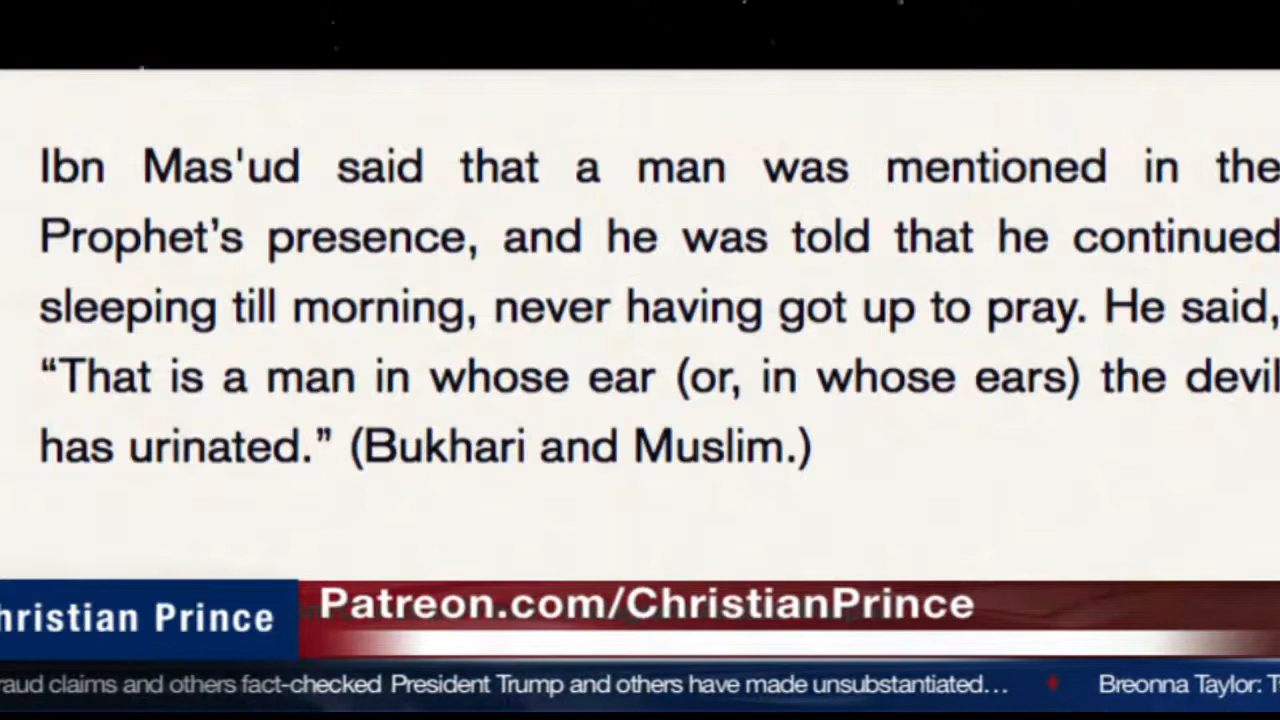 Ibn Mas'ud said that a man was mentioned in the
Prophet’s presence, and he was told that he continued
sleeping till morning, never having got up to pray. He said,
“That is a man in whose ear (or, in whose ears) the devil
has urinated.” (Bukhari and Muslim.)
hristian Prince
Patreon.com/ChristianPrince
raud claims and others fact-checked President Trump and others have made unsubstantiated… Breonna Taylor: T